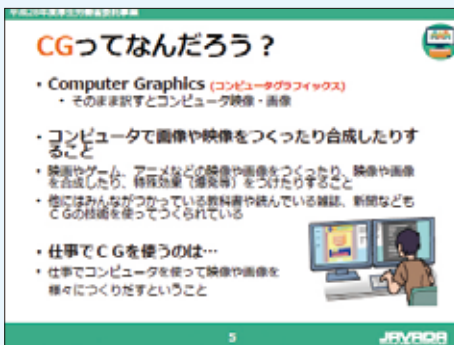 CGってなんだろう？
・Computer Graphics (コンピュータグラフィックス)
・そのまま訳すとコンピュータ映像・画像
・コンピュータで画像や映像をつくったり合成したりす
ること
・映画やゲーム、アニメなどの映像や画像をつくったり、映像や画像
を合成したり、特殊効果（爆発等）をつけたりすること
・他にはみんながつかっている教科書や読んでいる雑誌、新聞なども
ＣＧの技術を使ってつくられている
・仕事でＣＧを使うのは…
・仕事でコンピュータを使って映像や画像を
様々につくりだすということ
5
JAVADA